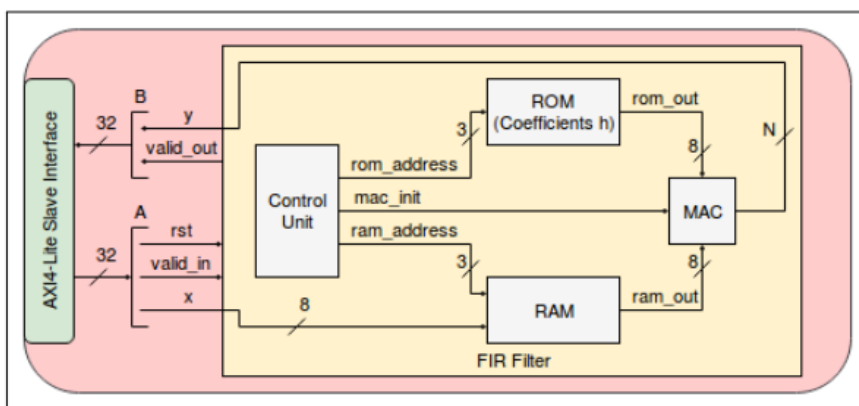 AXI4-Lite Slave Interface
32
B
y
valid_out
32
A
rst
valid_in
x
8
Control
Unit
rom_address
3
mac_init
ram_address
3
ROM
(Coefficients h)
rom_out
8
MAC
N
8
ram_out
RAM
FIR Filter